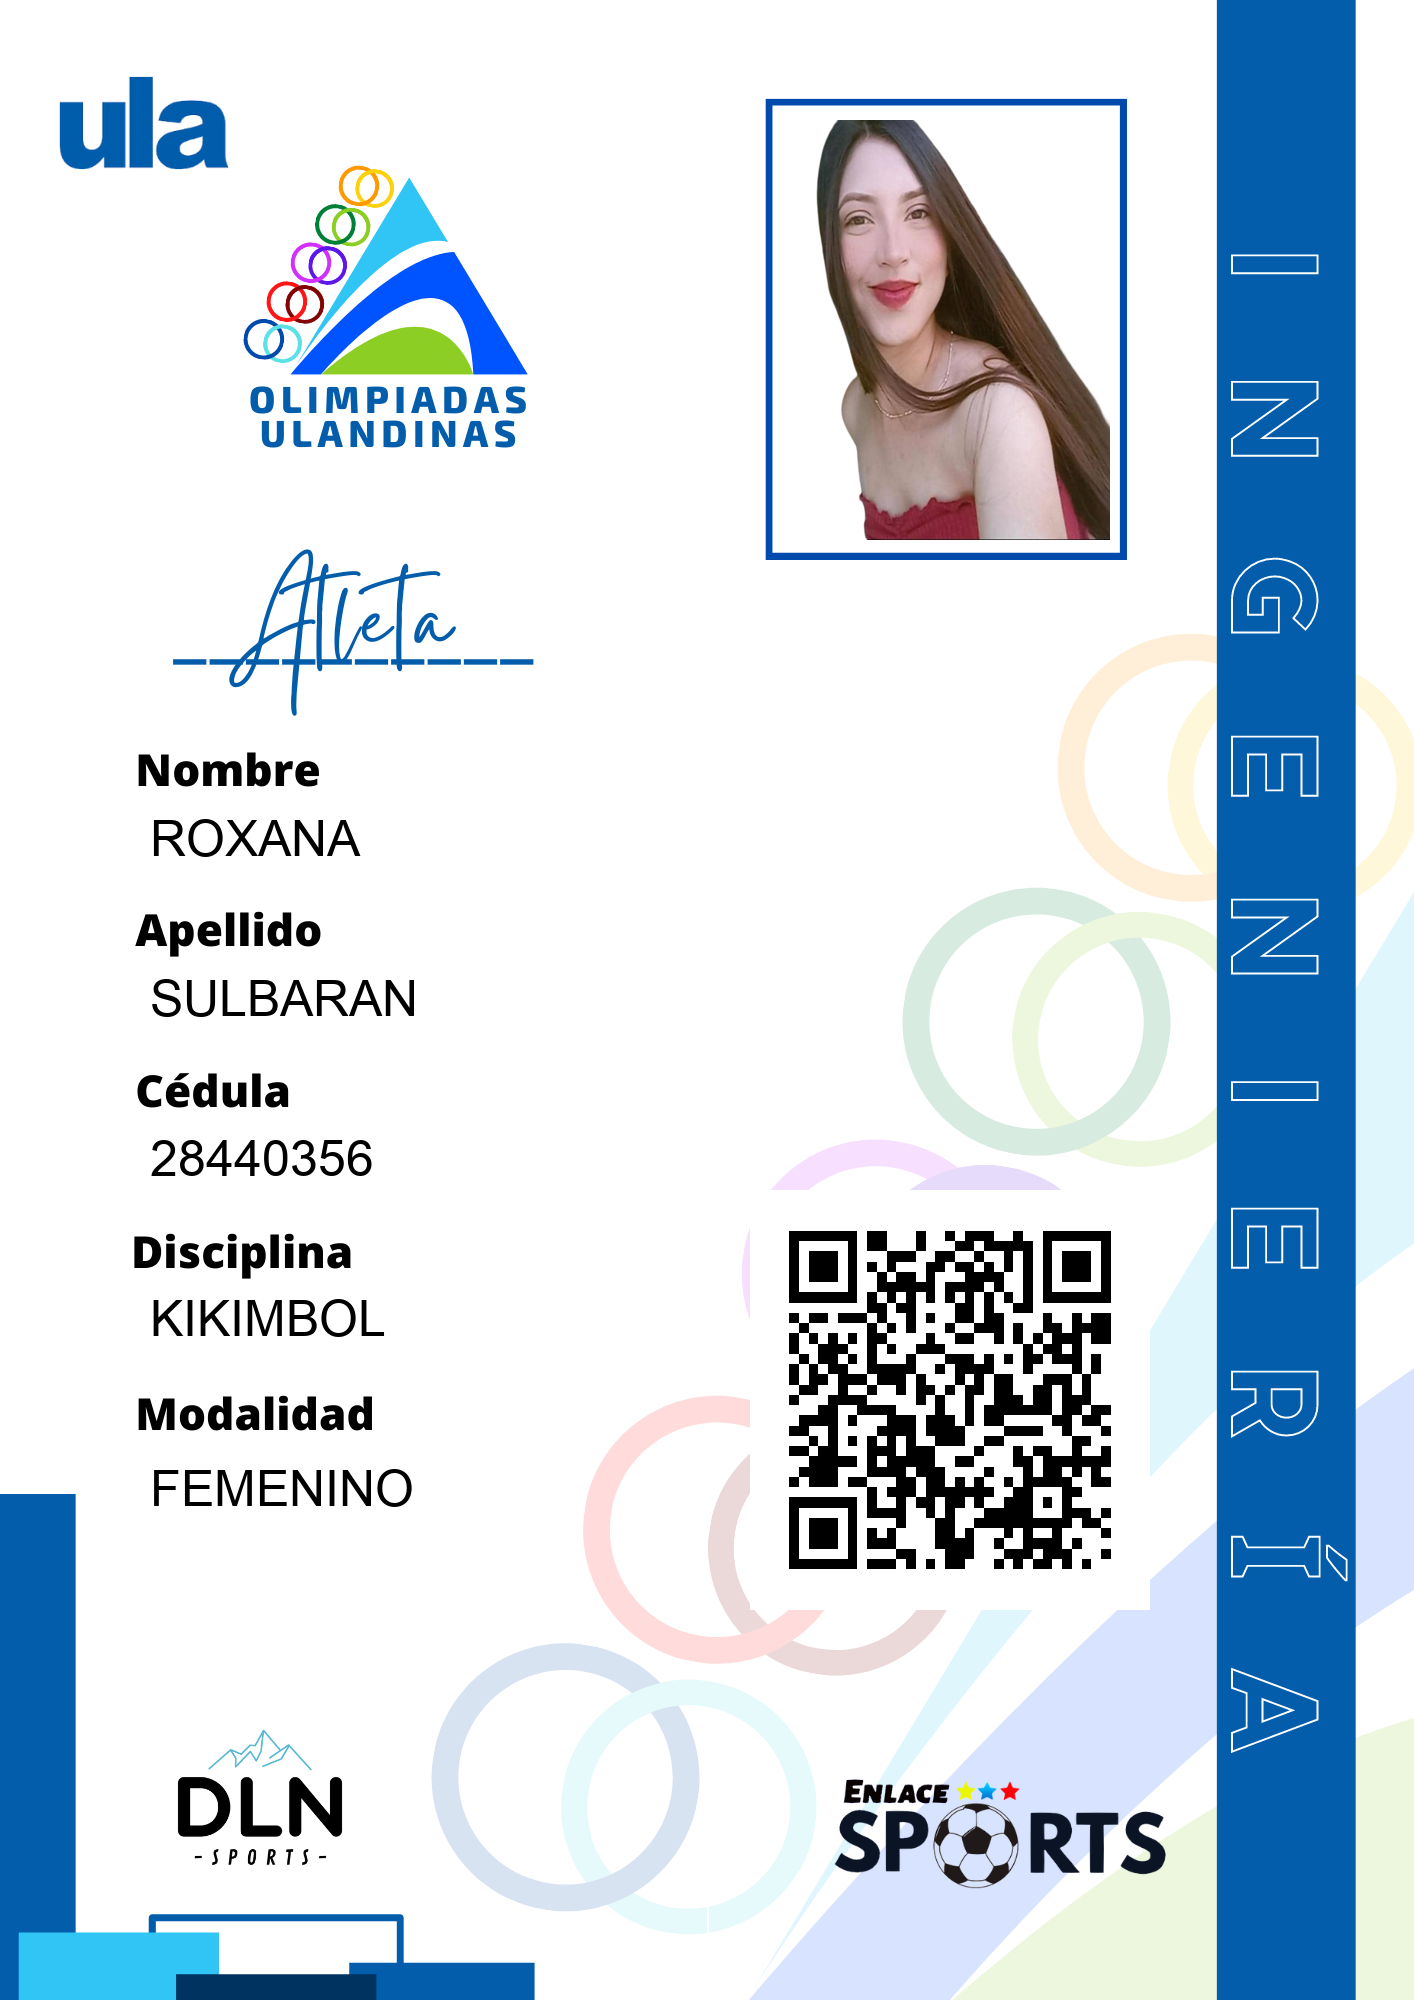 ula
OLIMPIADAS
ULANDINAS
Atleta
Nombre
ROXANA
Apellido
SULBARAN
Cédula
28440356
Disciplina
KIKIMBOL
Modalidad
FEMENINO
DLN
-SPORTS-
ENLACE
SPORTS
INGENIERÍA